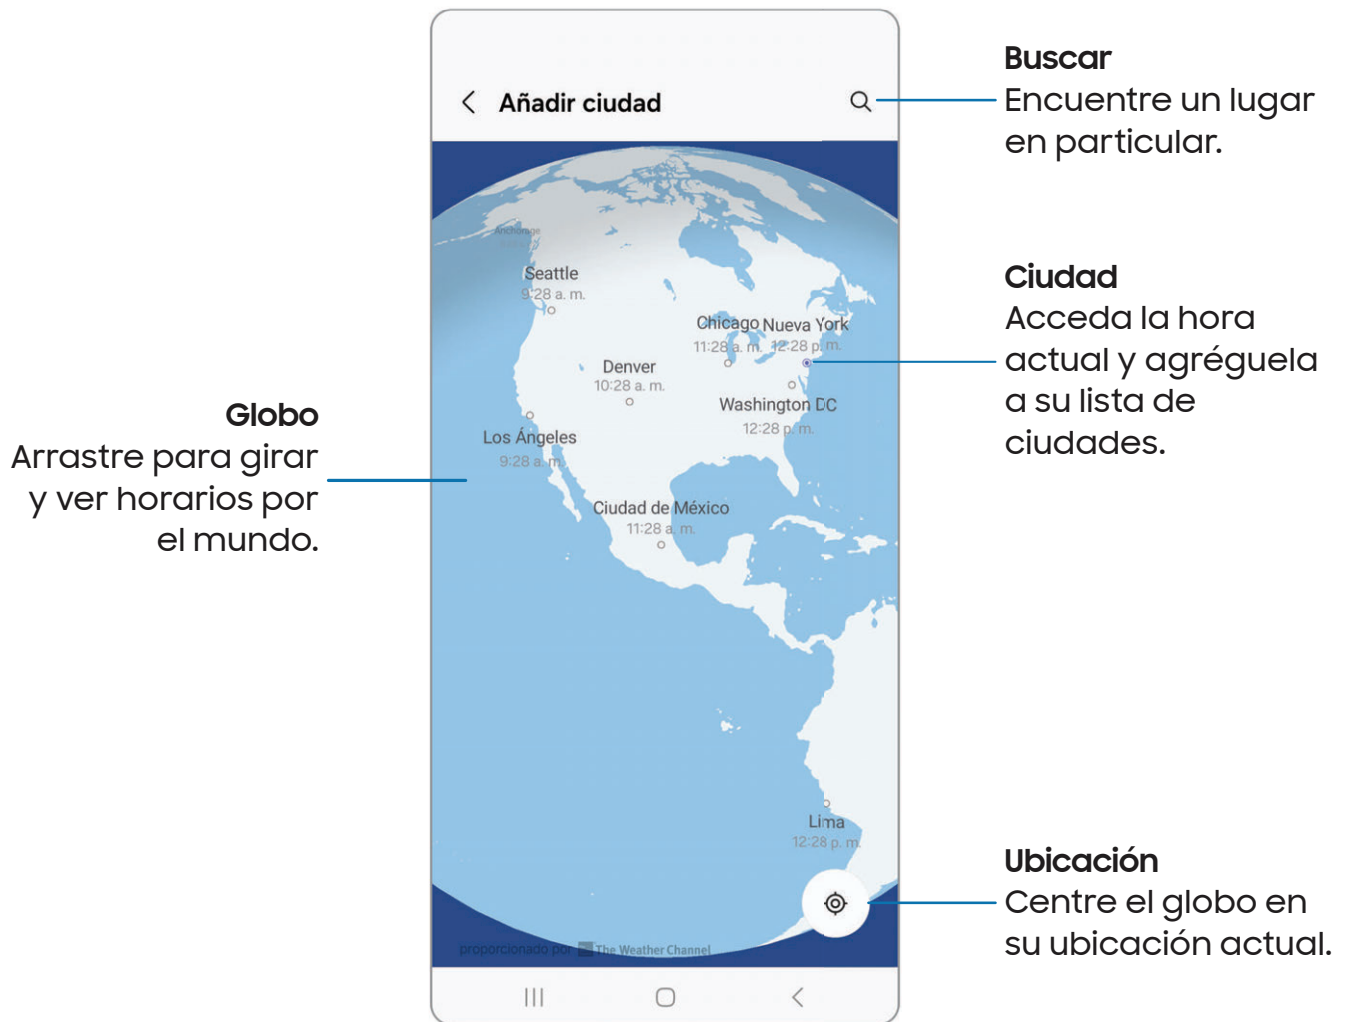 Añadir ciudad
Buscar
Encuentre un lugar
en particular.
Anchorage
Seattle
9:28 a. m.
Chicago
11:28 a. m.
Nueva York
12:28 p. m.
Denver
10:28 a. m.
Washington DC
12:28 p. m.
Los Ángeles
9:28 a. m.
Ciudad de México
11:28 a. m.
Lima
12:28 p. m.
proporcionado por The Weather Channel
Ciudad
Acceda la hora
actual y agréguela
a su lista de
ciudades.
Globo
Arrastre para girar
y ver horarios por
el mundo.
Ubicación
Centre el globo en
su ubicación actual.